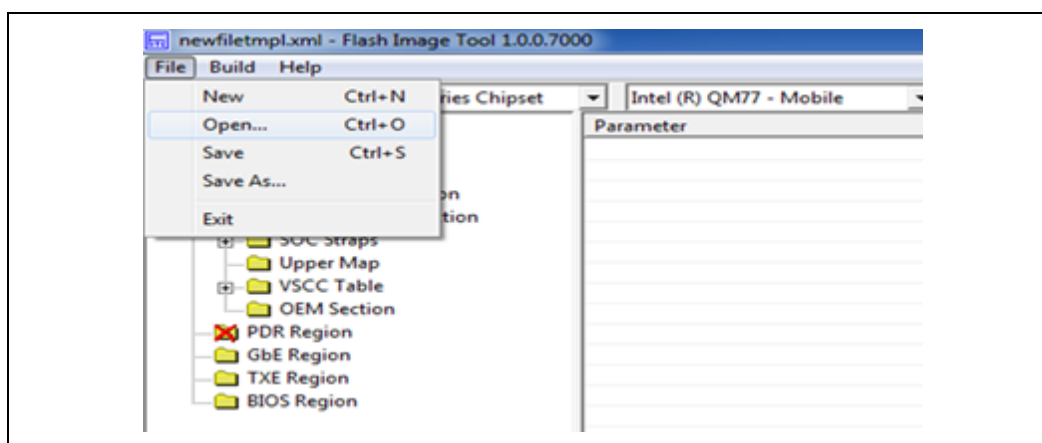 newfiletmpl.xml - Flash Image Tool 1.0.0.7000
File Build Help
New Ctrl+N
ries Chipset
Intel (R) QM77 - Mobile
Open... Ctrl+O
Parameter
Save Ctrl+S
Save As...
on
Exit
tion
SOC Straps
Upper Map
VSCC Table
OEM Section
PDR Region
GbE Region
TXE Region
BIOS Region